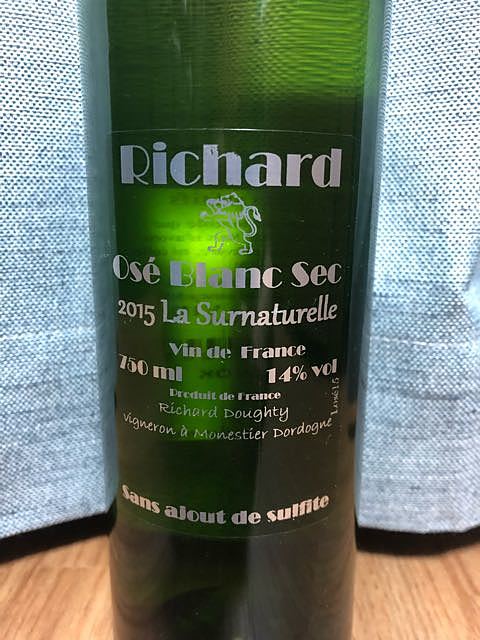 Richard
Osé Blanc Sec
2015 La Surnaturelle
Vin de France
750 ml 14% vol
Produit de France
Richard Doughty
vigneron à Monestier Dordogne
Losé15
Sans ajout de sulfite